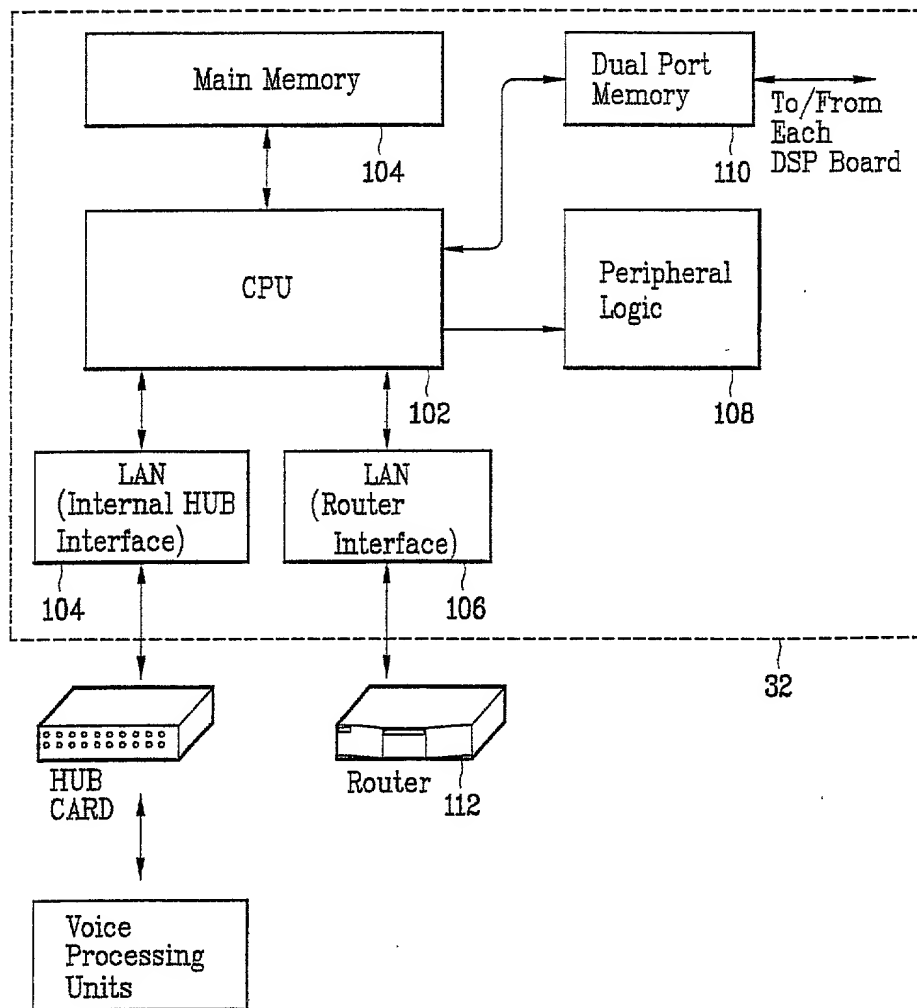 Main Memory
104
Dual Port
Memory
110
To/From
Each
DSP Board
CPU
102
Peripheral
Logic
108
LAN
(Internal HUB
Interface)
104
LAN
(Router
Interface)
106
32
HUB
CARD
Router
112
Voice
Processing
Units